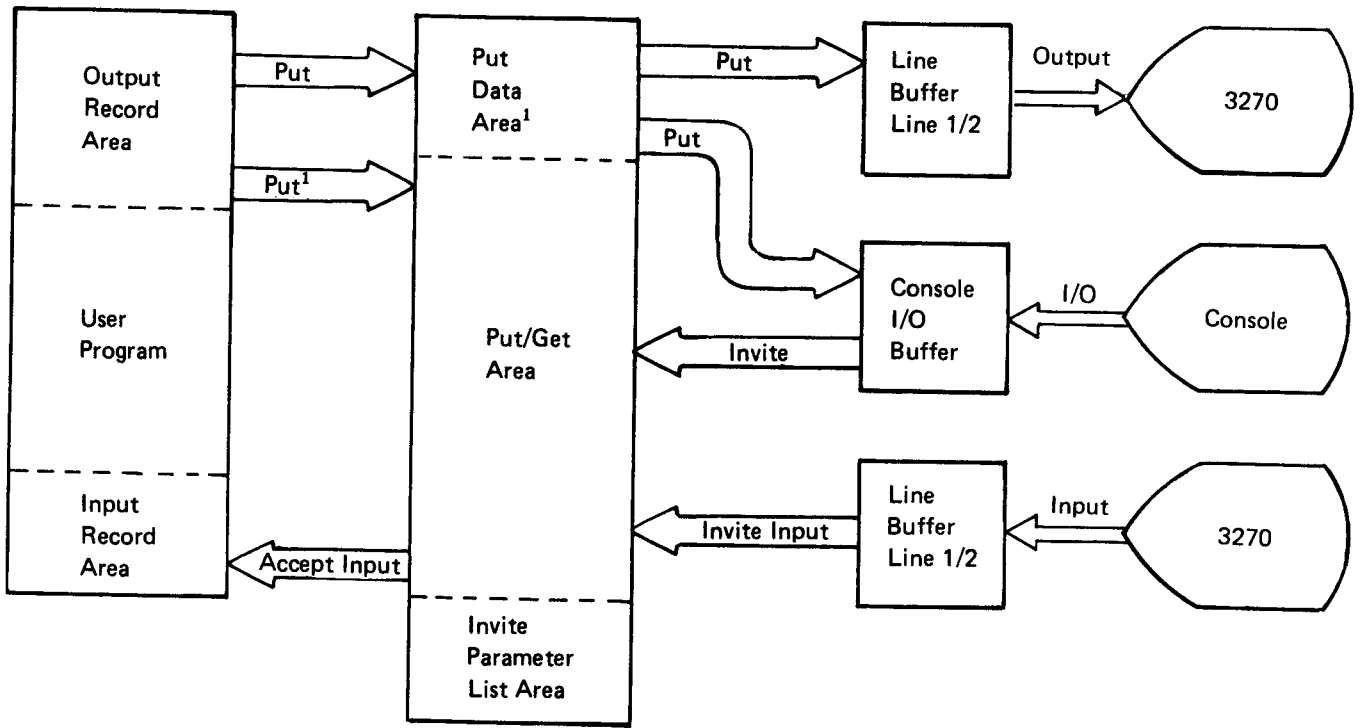 Output
Record
Area
User
Program
Input
Record
Area
Put
Put¹
Accept Input
Put
Data
Area¹
Put/Get
Area
Invite
Parameter
List Area
Put
Put
Invite
Invite Input
Line
Buffer
Line 1/2
Output
3270
Console
I/O
Buffer
I/O
Console
Line
Buffer
Line 1/2
Input
3270